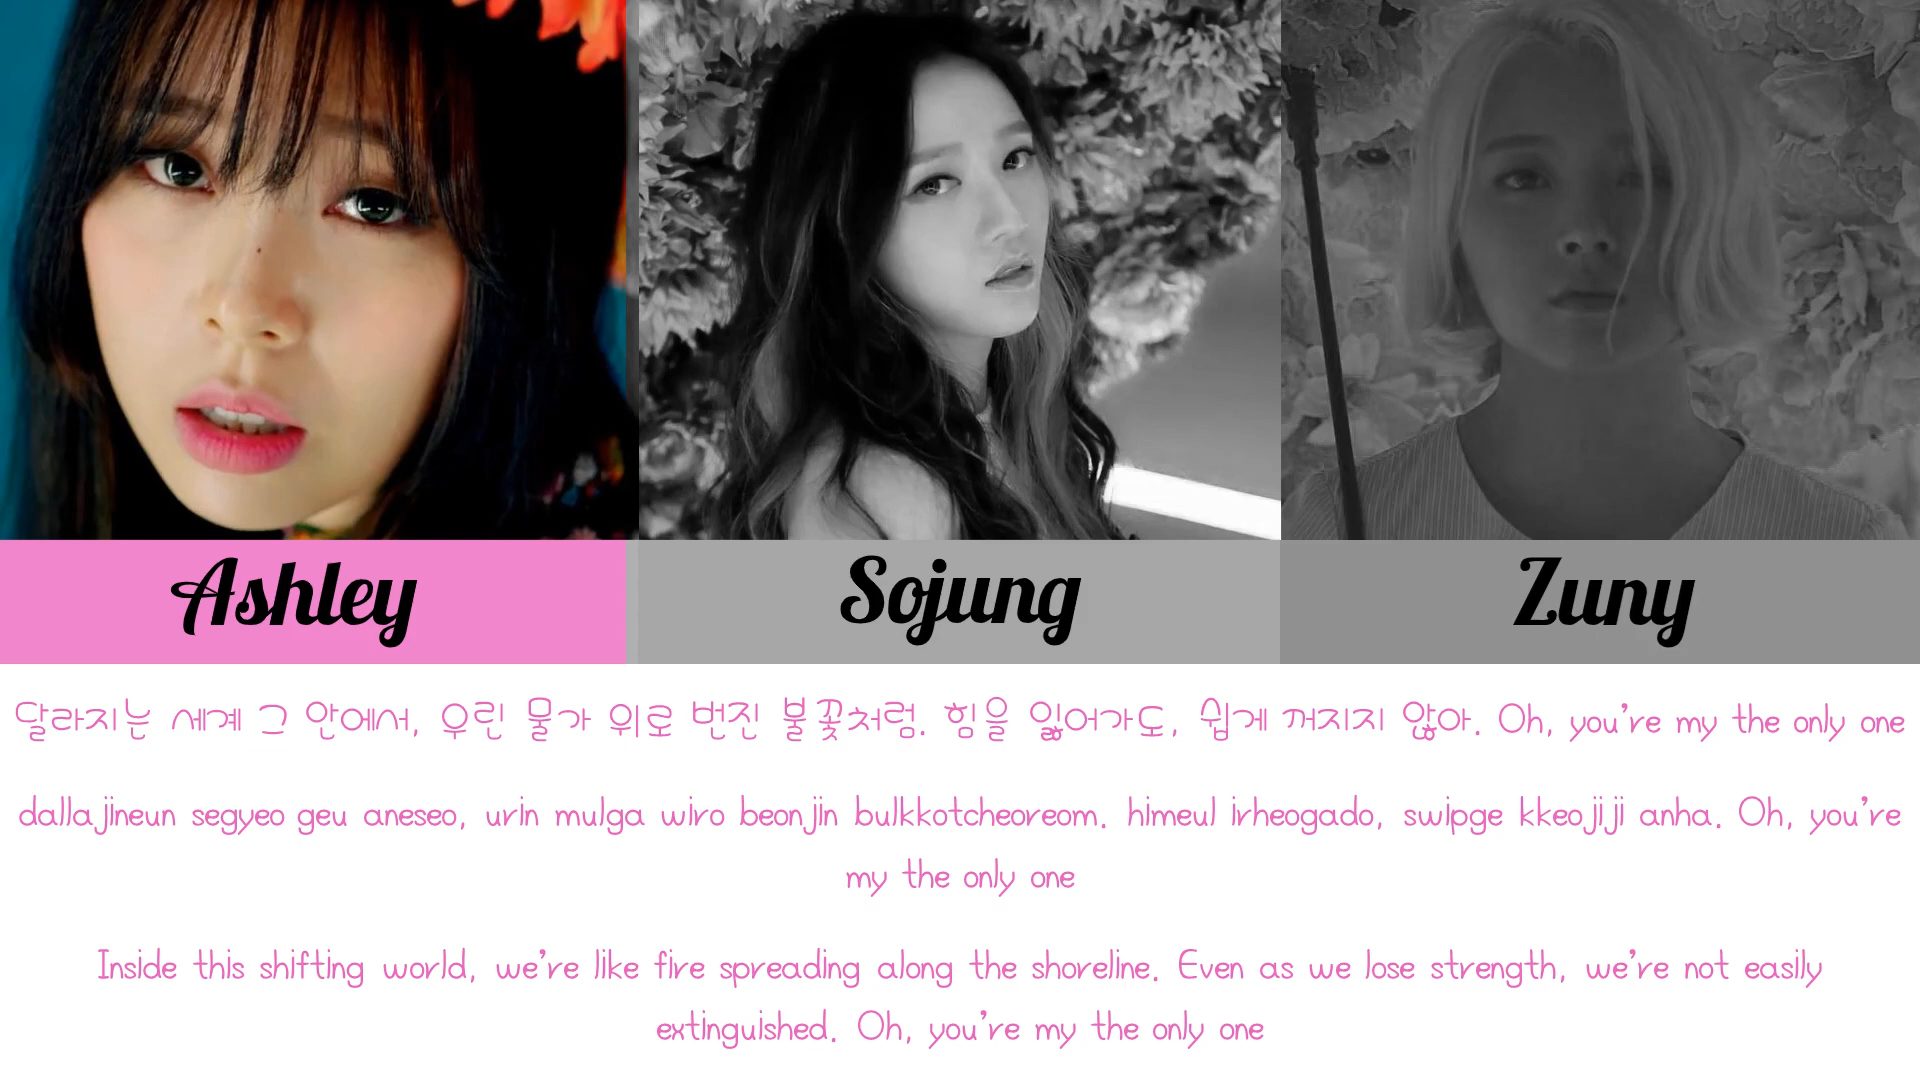 Ashley
Sojung
Zuny
달라지는 세계 그 안에서, 우린 물가 위로 번진 불꽃처럼. 힘을 잃어가도, 쉽게 꺼지지 않아. Oh, you're my the only one
dallajineun segyeo geu aneseo, urin mulga wiro beonjin bulkkotcheoreom. himeul irheogado, swipge kkeojiji anha. Oh, you're
my the only one
Inside this shifting world, we're like fire spreading along the shoreline. Even as we lose strength, we're not easily
extinguished. Oh, you're my the only one